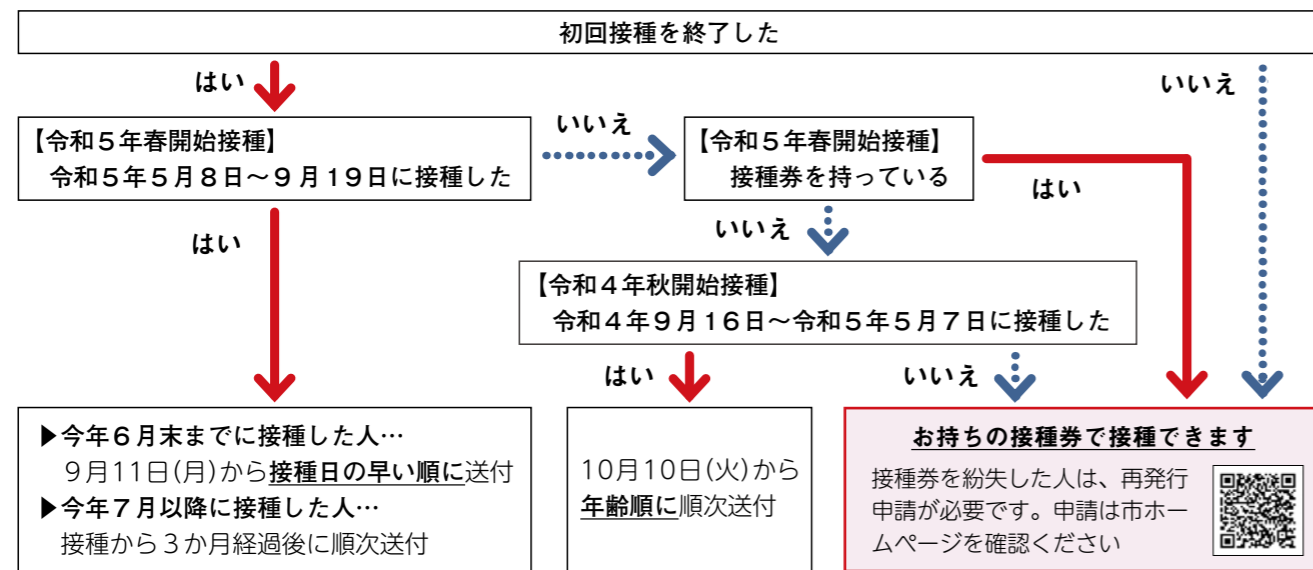 初回接種を終了した
はい
いいえ
【令和５年春開始接種】
令和５年５月８日～９月19日に接種した
いいえ
【令和５年春開始接種】
接種券を持っている
はい
はい
いいえ
【令和４年秋開始接種】
令和４年９月16日～令和５年５月７日に接種した
はい
いいえ
▶今年６月末までに接種した人…
９月11日(月)から接種日の早い順に送付
▶今年７月以降に接種した人…
接種から３か月経過後に順次送付
10月10日(火)から
年齢順に順次送付
お持ちの接種券で接種できます
接種券を紛失した人は、再発行
申請が必要です。申請は市ホー
ムページを確認ください